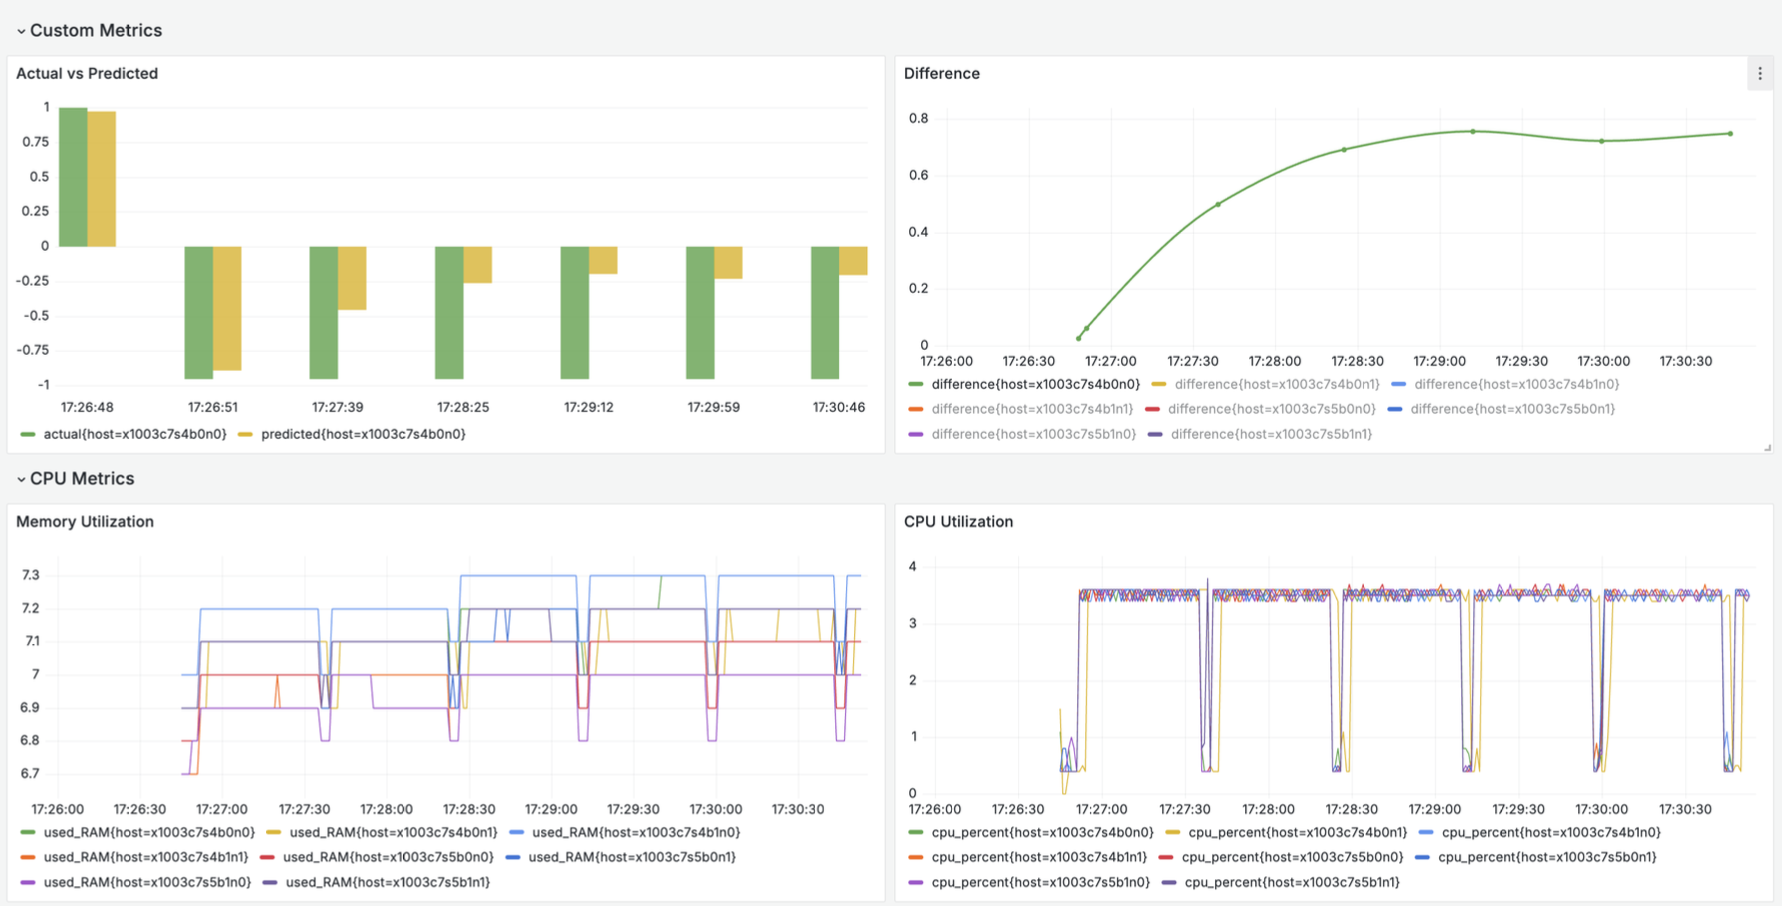 Custom Metrics
Actual vs Predicted
1
0.75
0.5
0.25
0
-0.25
-0.5
-0.75
-1
17:26:48 17:26:51 17:27:39 17:28:25 17:29:12 17:29:59 17:30:46
actual{host=x1003c7s4b0n0} predicted{host=x1003c7s4b0n0}
Difference
0.8
0.6
0.4
0.2
0
17:26:00 17:26:30 17:27:00 17:27:30 17:28:00 17:28:30 17:29:00 17:29:30 17:30:00 17:30:30
difference{host=x1003c7s4b0n0} difference{host=x1003c7s4b0n1} difference{host=x1003c7s4b1n0}
difference{host=x1003c7s4b1n1} difference{host=x1003c7s5b0n0} difference{host=x1003c7s5b0n1}
difference{host=x1003c7s5b1n0} difference{host=x1003c7s5b1n1}
CPU Metrics
Memory Utilization
7.3
7.2
7.1
7
6.9
6.8
6.7
17:26:00 17:26:30 17:27:00 17:27:30 17:28:00 17:28:30 17:29:00 17:29:30 17:30:00 17:30:30
used_RAM{host=x1003c7s4b0n0} used_RAM{host=x1003c7s4b0n1} used_RAM{host=x1003c7s4b1n0}
used_RAM{host=x1003c7s4b1n1} used_RAM{host=x1003c7s5b0n0} used_RAM{host=x1003c7s5b0n1}
used_RAM{host=x1003c7s5b1n0} used_RAM{host=x1003c7s5b1n1}
CPU Utilization
4
3
2
1
0
17:26:00 17:26:30 17:27:00 17:27:30 17:28:00 17:28:30 17:29:00 17:29:30 17:30:00 17:30:30
cpu_percent{host=x1003c7s4b0n0} cpu_percent{host=x1003c7s4b0n1} cpu_percent{host=x1003c7s4b1n0}
cpu_percent{host=x1003c7s4b1n1} cpu_percent{host=x1003c7s5b0n0} cpu_percent{host=x1003c7s5b0n1}
cpu_percent{host=x1003c7s5b1n0} cpu_percent{host=x1003c7s5b1n1}